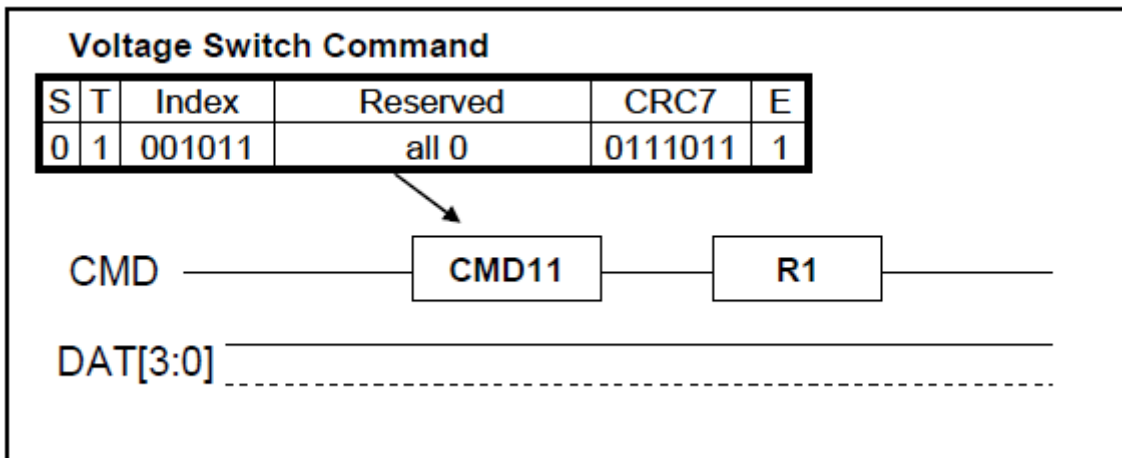 Voltage Switch Command
S T Index Reserved CRC7 E
0 1 001011 all 0 0111011 1
CMD CMD11 R1
DAT[3:0]